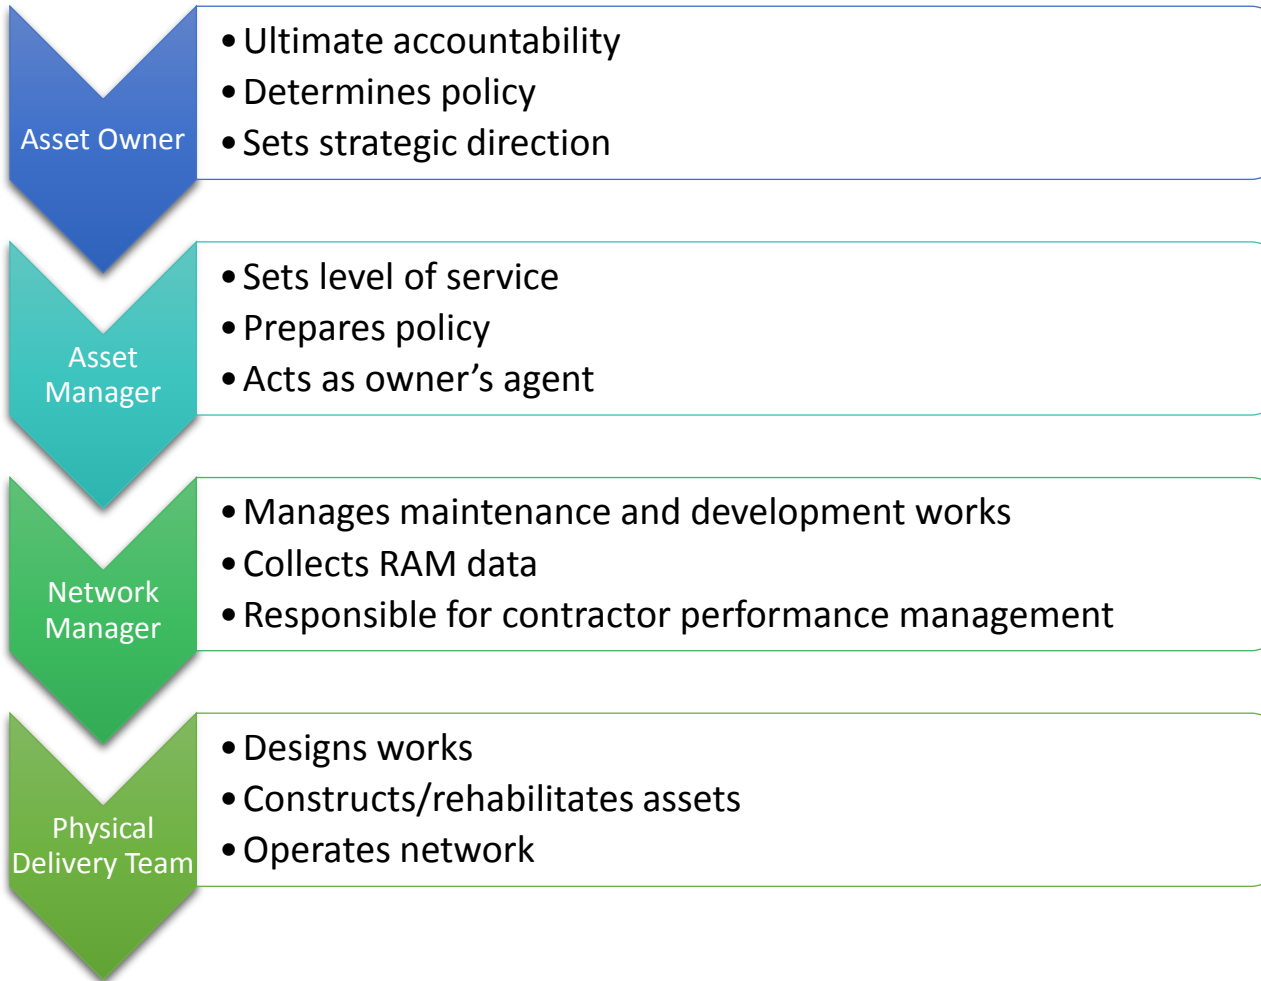 Asset Owner
•Ultimate accountability
•Determines policy
•Sets strategic direction
Asset
Manager
•Sets level of service
•Prepares policy
•Acts as owner’s agent
Network
Manager
•Manages maintenance and development works
•Collects RAM data
•Responsible for contractor performance management
Physical
Delivery Team
•Designs works
•Constructs/rehabilitates assets
•Operates network